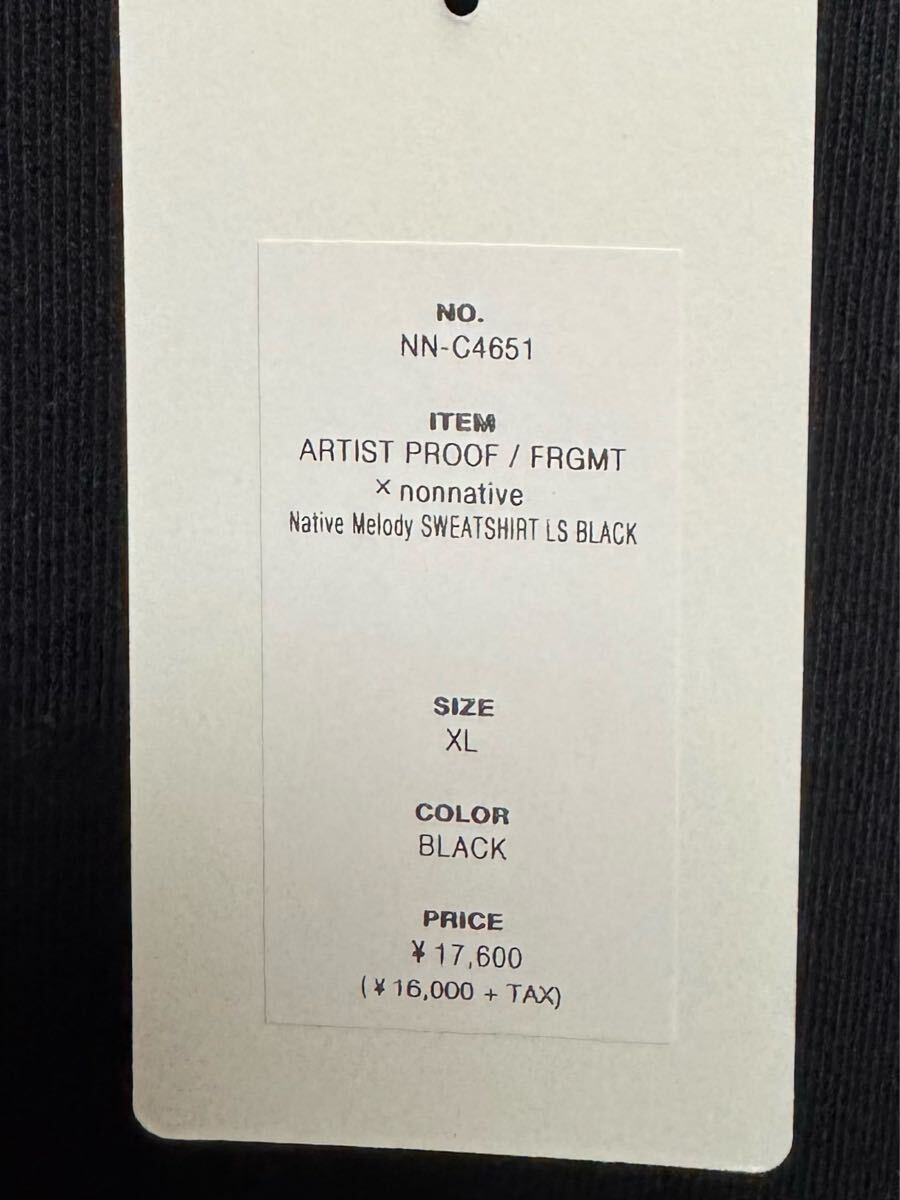 NO.
NN-C4651
ITEM
ARTIST PROOF / FRGMT
× nonnative
Native Melody SWEATSHIRT LS BLACK
SIZE
XL
COLOR
BLACK
PRICE
¥ 17,600
(¥ 16,000 + TAX)